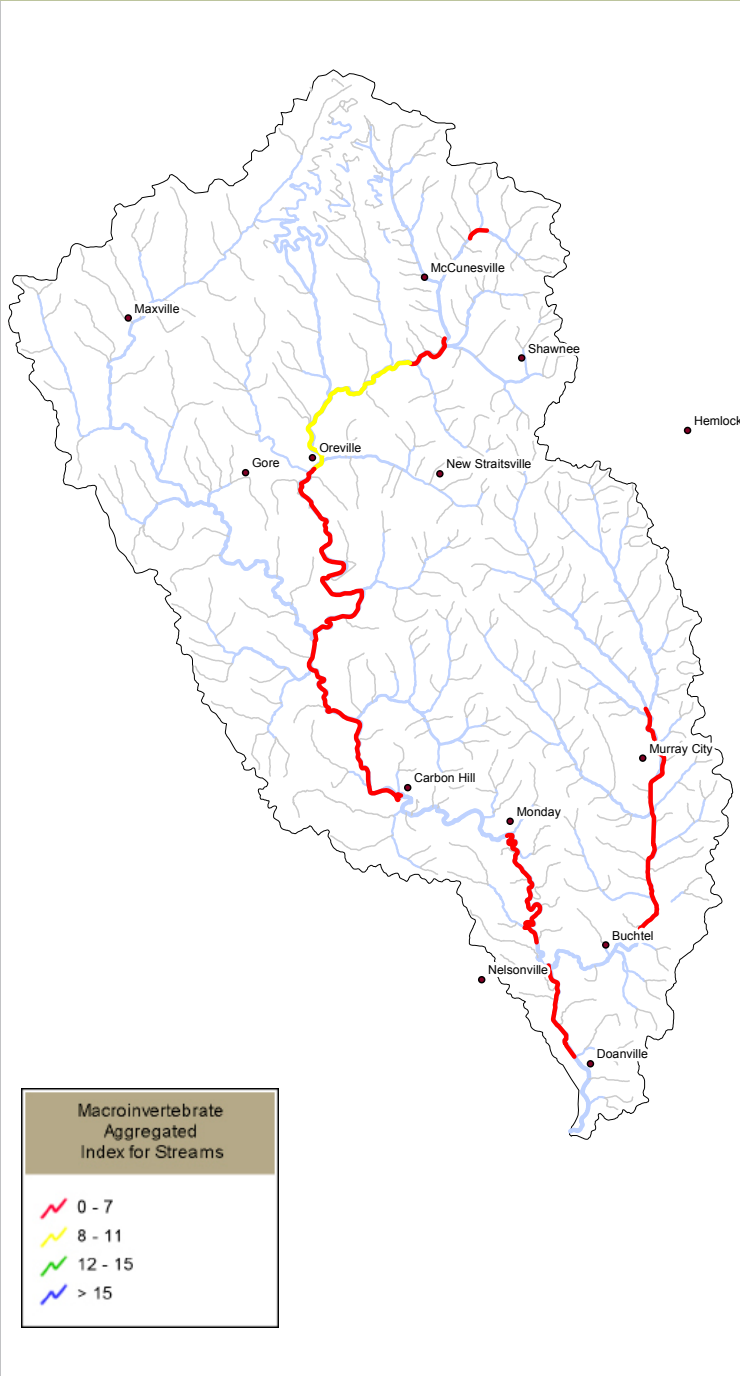 McCunesville
Maxville
Shawnee
Hemlock
Oreville
Gore
New Straitsville
Murray City
Carbon Hill
Monday
Buchtel
Nelsonville
Doanville
Macroinvertebrate
Aggregated
Index for Streams
0 - 7
8 - 11
12 - 15
> 15